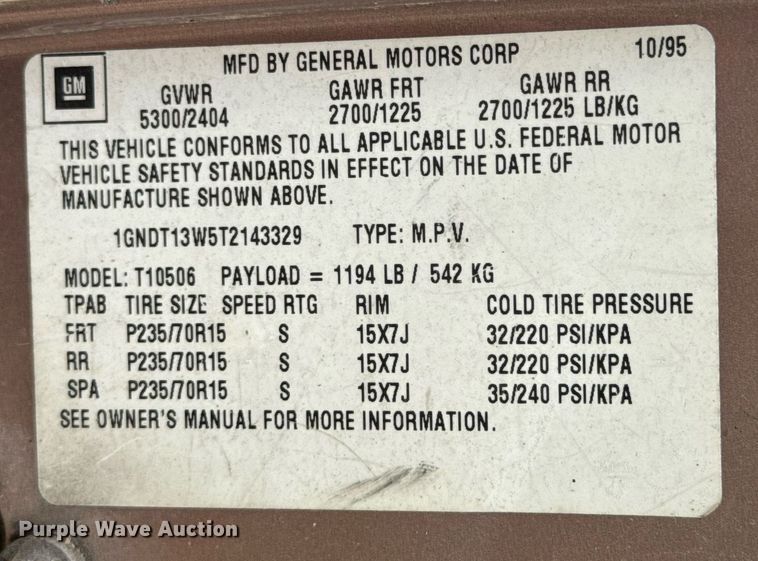 GM
MFD BY GENERAL MOTORS CORP 10/95
GVWR GAWR FRT GAWR RR
5300/2404 2700/1225 2700/1225 LB/KG
THIS VEHICLE CONFORMS TO ALL APPLICABLE U.S. FEDERAL MOTOR
VEHICLE SAFETY STANDARDS IN EFFECT ON THE DATE OF
MANUFACTURE SHOWN ABOVE.
1GNDT13W5T2143329 TYPE: M.P.V.
MODEL: T10506 PAYLOAD = 1194 LB / 542 KG
TPAB TIRE SIZE SPEED RTG RIM COLD TIRE PRESSURE
FRT P235/70R15 S 15X7J 32/220 PSI/KPA
RR P235/70R15 S 15X7J 32/220 PSI/KPA
SPA P235/70R15 S 15X7J 35/240 PSI/KPA
SEE OWNER'S MANUAL FOR MORE INFORMATION.
Purple Wave Auction